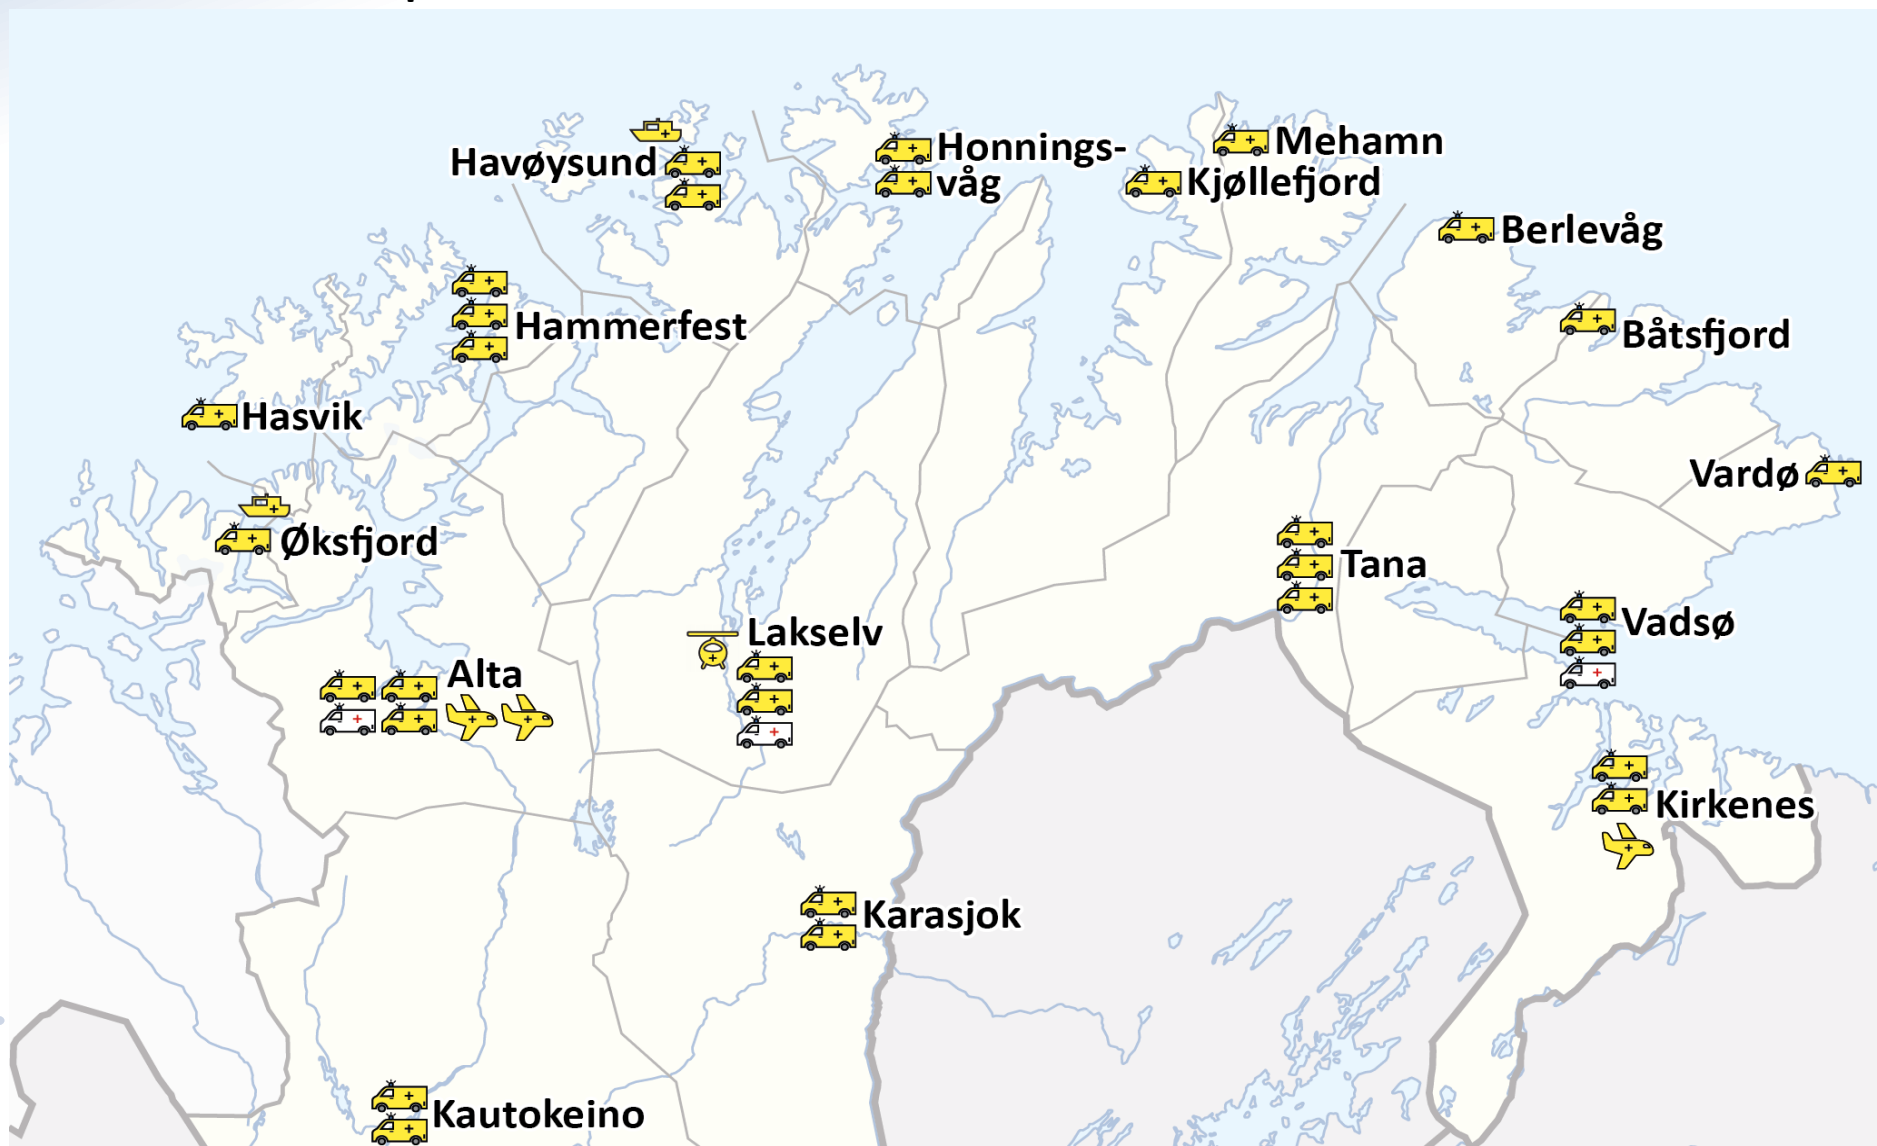 Honnings-
våg
Mehamn
Havøysund
Kjøllefjord
Berlevåg
Hammerfest
Båtsfjord
Hasvik
Vardø
Øksfjord
Tana
Vadsø
Lakselv
Alta
Kirkenes
Karasjok
Kautokeino